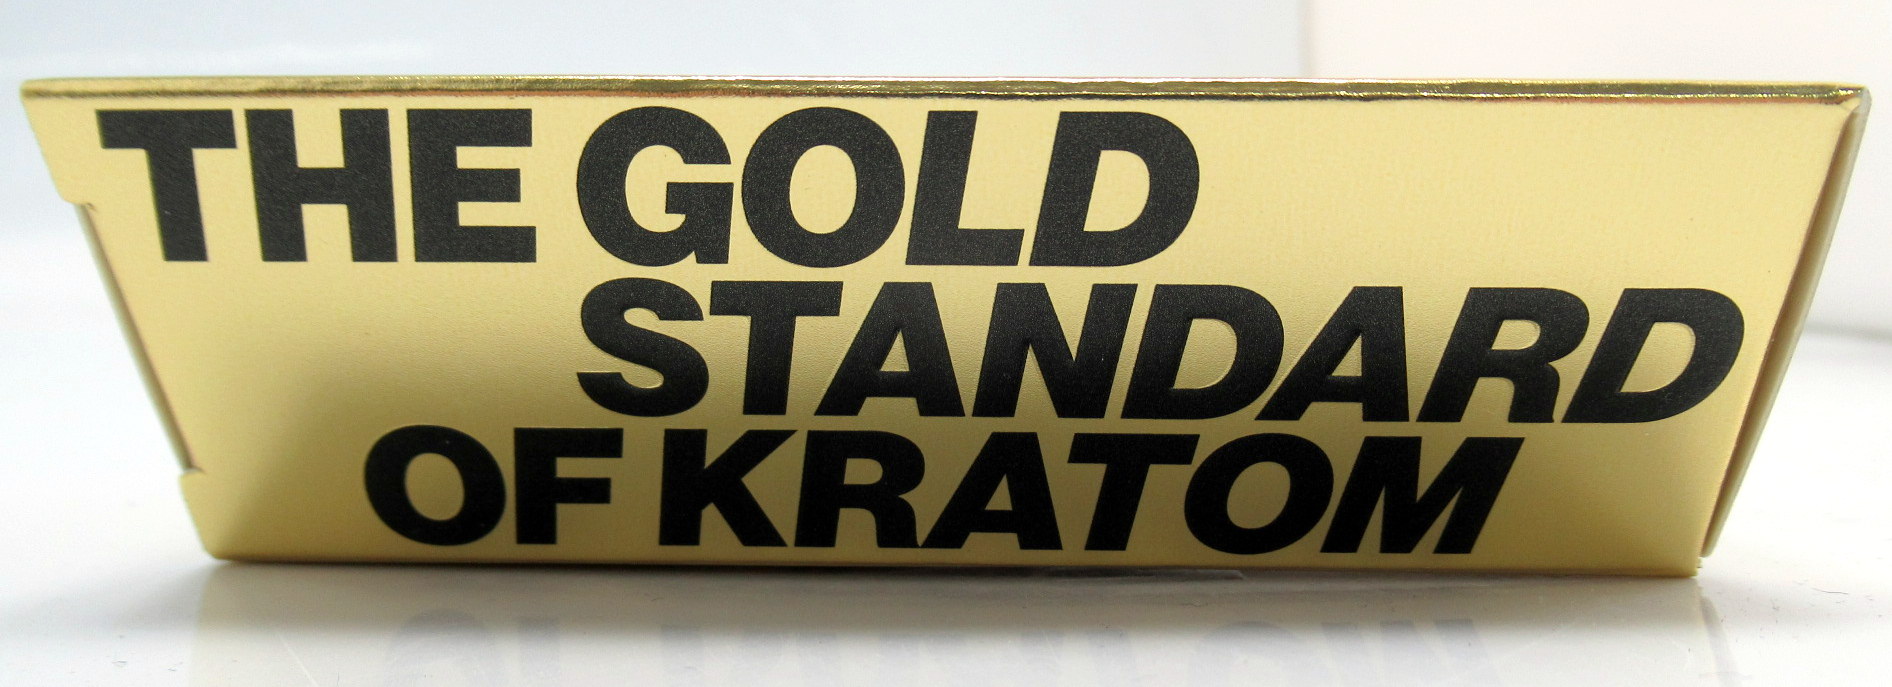 THE GOLD
STANDARD
OF KRATOM